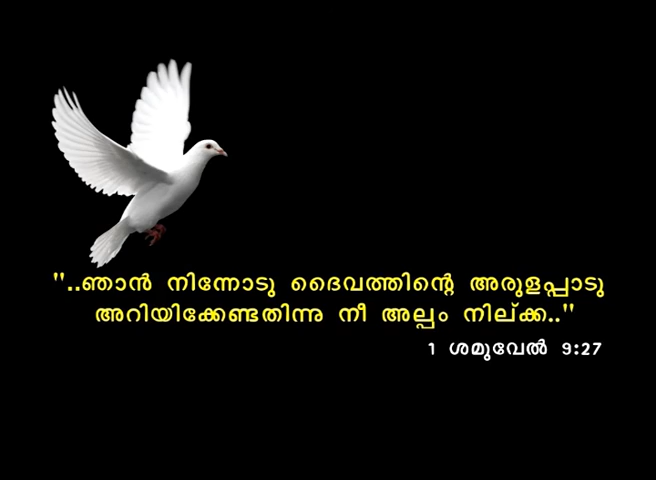 "..ഞാൻ നിന്നോടു ദൈവത്തിന്റെ അരുളപ്പാടു
അറിയിക്കേണ്ടതിന്നു നീ അല്പം നില്ക്ക.."
1 ശമുവേൽ 9:27